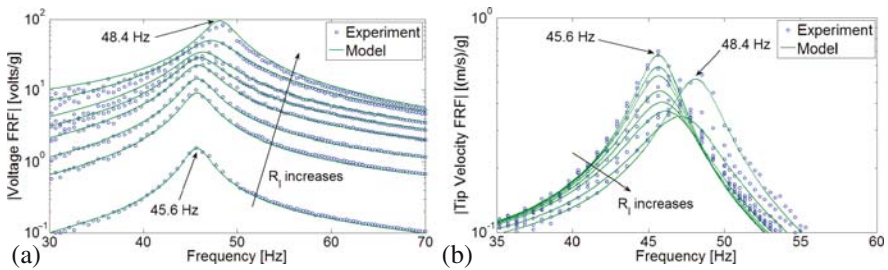 10²
10¹
10⁰
10⁻¹
|Voltage FRF| [volts/g]
48.4 Hz
Experiment
Model
R_l increases
45.6 Hz
30
40
50
60
70
Frequency [Hz]
(a)
10⁰
10⁻¹
|Tip Velocity FRF| [(m/s)/g]
45.6 Hz
48.4 Hz
Experiment
Model
R_l increases
35
40
45
50
55
60
Frequency [Hz]
(b)